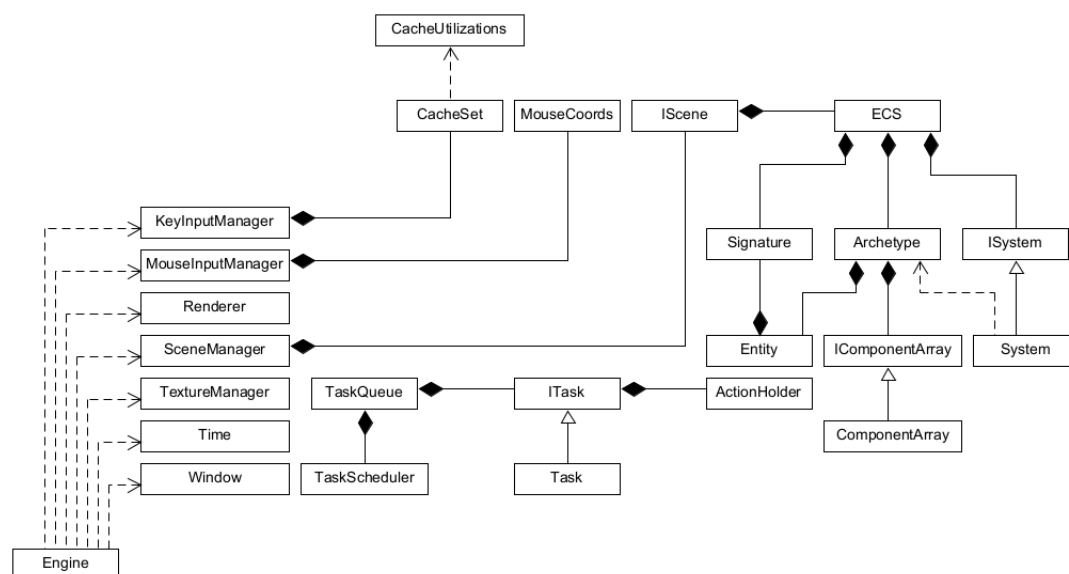 CacheUtilizations
CacheSet
MouseCoords
IScene
ECS
KeyInputManager
Signature
Archetype
ISystem
MouseInputManager
Renderer
SceneManager
Entity
IComponentArray
System
TextureManager
TaskQueue
ITask
ActionHolder
Time
ComponentArray
Window
TaskScheduler
Task
Engine